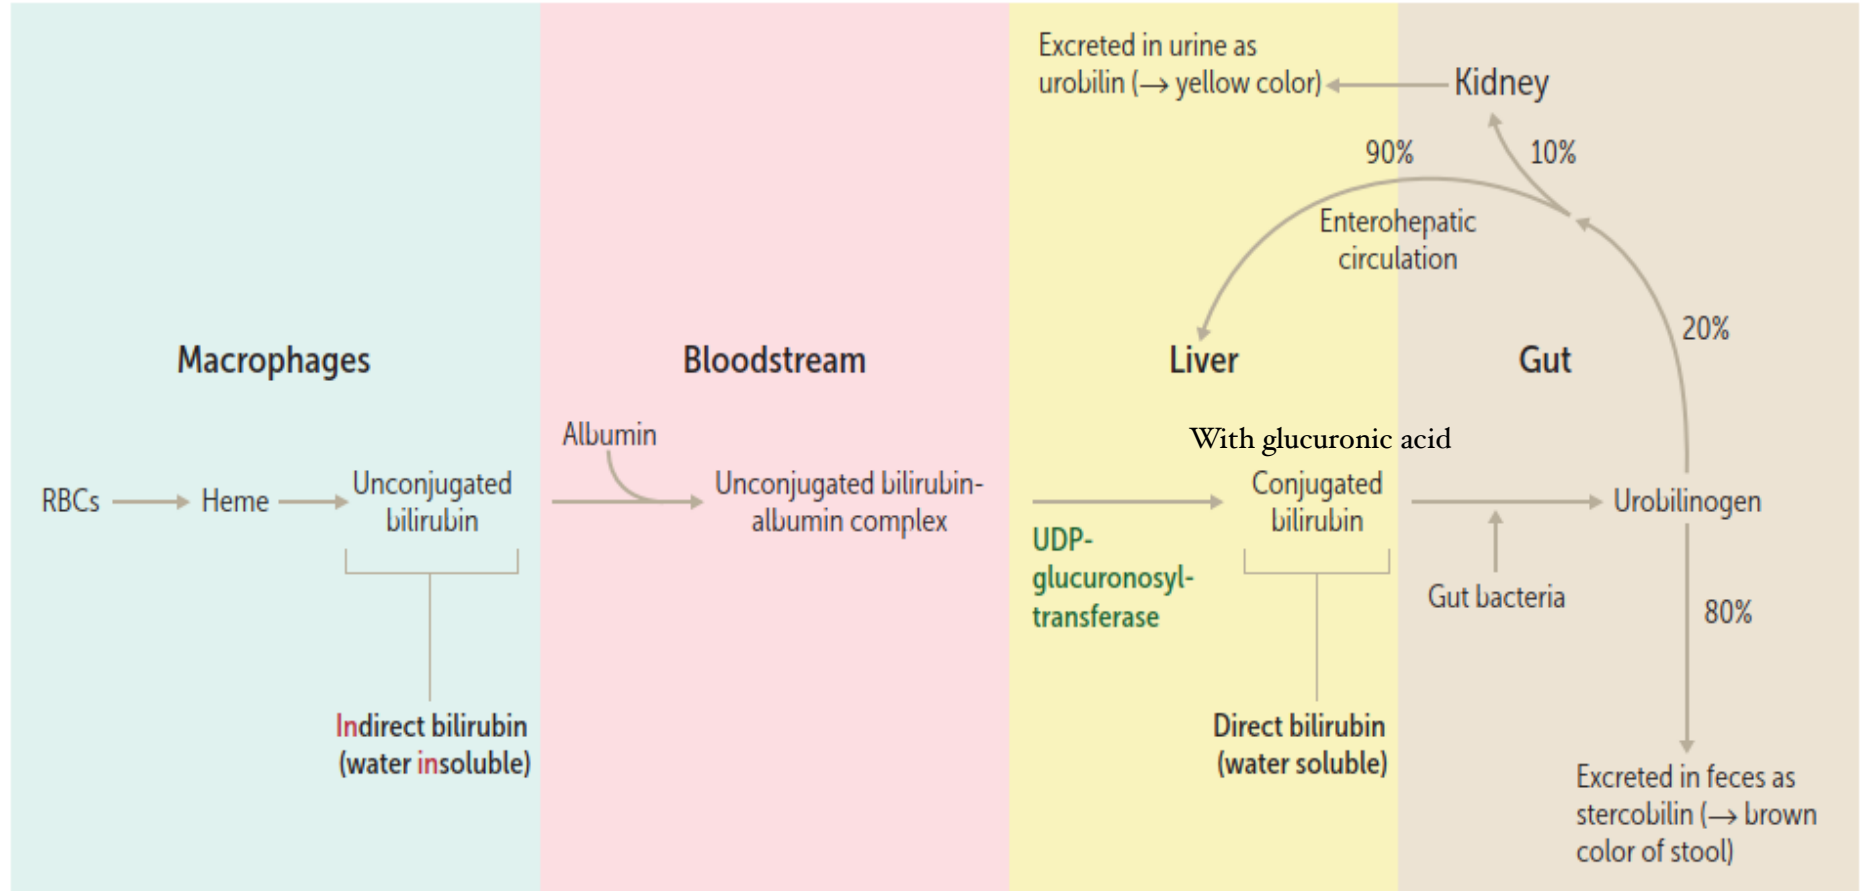 Excreted in urine as
urobilin (→ yellow color)
Kidney
90%
10%
Enterohepatic
circulation
20%
Macrophages
Bloodstream
Liver
Gut
Albumin
With glucuronic acid
RBCs
Heme
Unconjugated
bilirubin
Unconjugated bilirubin-
albumin complex
Conjugated
bilirubin
Urobilinogen
UDP-
glucuronosyl-
transferase
Gut bacteria
80%
Indirect bilirubin
(water insoluble)
Direct bilirubin
(water soluble)
Excreted in feces as
stercobilin (→ brown
color of stool)